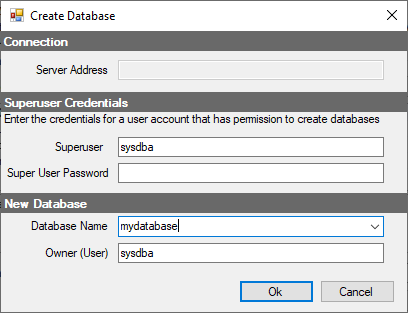 Create Database
Connection
Server Address
Superuser Credentials
Enter the credentials for a user account that has permission to create databases
Superuser sysdba
Super User Password
New Database
Database Name mydatabase
Owner (User) sysdba
Ok Cancel